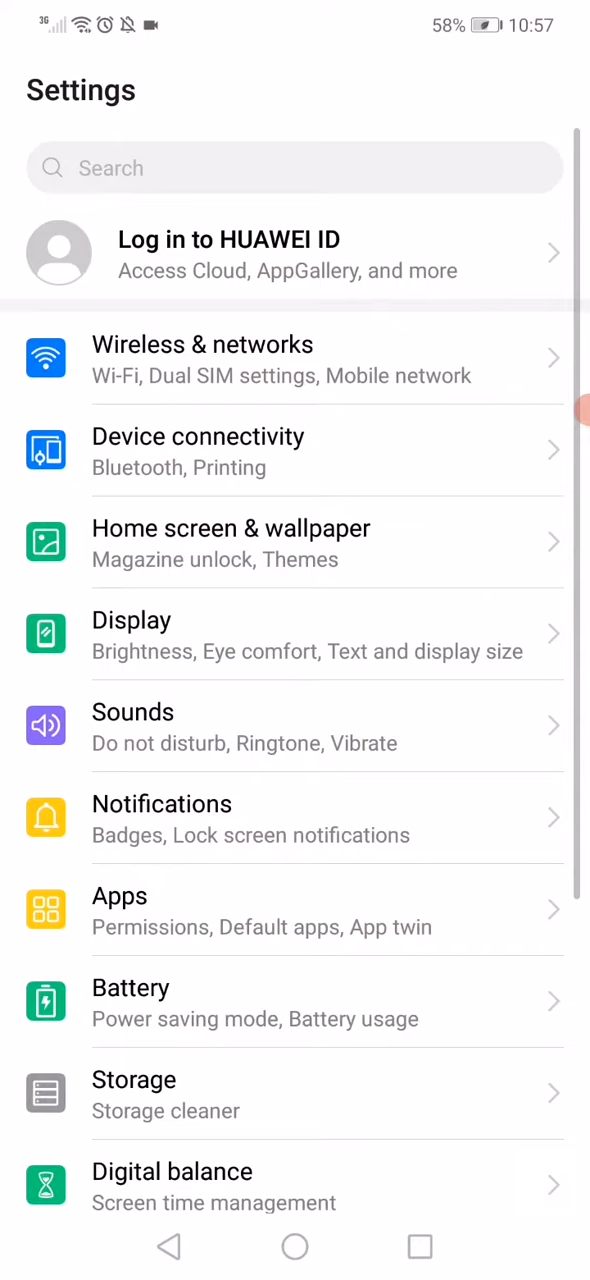 3G 58% 10:57
Settings
Search
Log in to HUAWEI ID
Access Cloud, AppGallery, and more
Wireless & networks
Wi-Fi, Dual SIM settings, Mobile network
Device connectivity
Bluetooth, Printing
Home screen & wallpaper
Magazine unlock, Themes
Display
Brightness, Eye comfort, Text and display size
Sounds
Do not disturb, Ringtone, Vibrate
Notifications
Badges, Lock screen notifications
Apps
Permissions, Default apps, App twin
Battery
Power saving mode, Battery usage
Storage
Storage cleaner
Digital balance
Screen time management